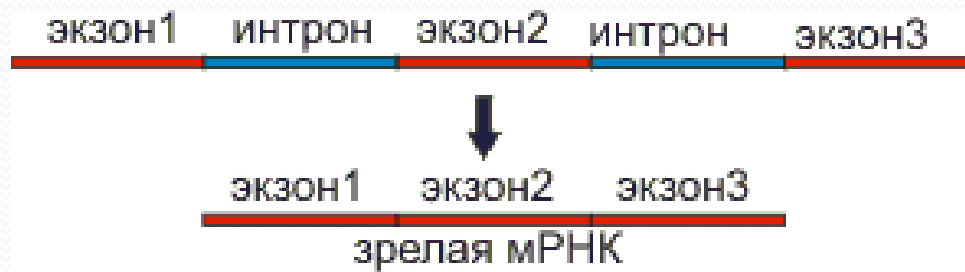 экзон1 интрон экзон2 интрон экзон3
экзон1 экзон2 экзон3
зрелая мРНК